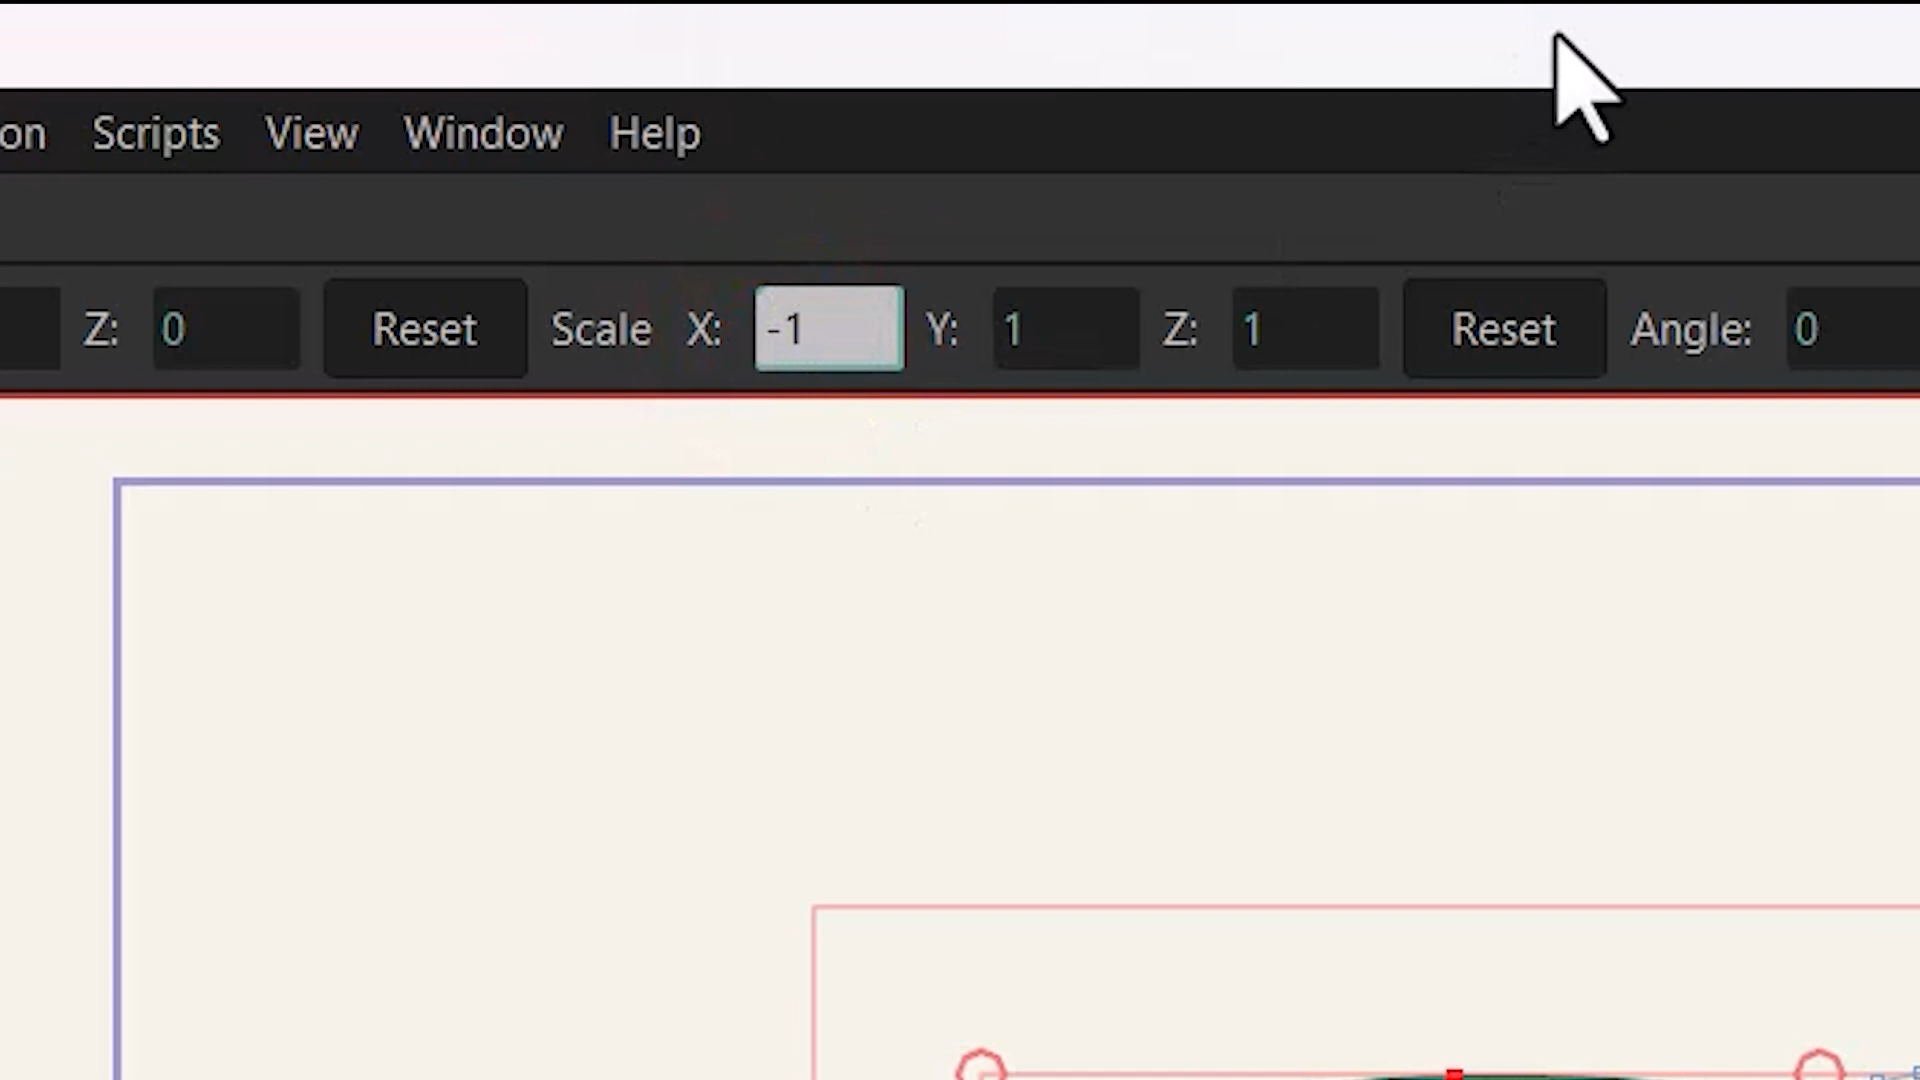 on Scripts View Window Help
Z: 0 Reset Scale X: -1 Y: 1 Z: 1 Reset Angle: 0